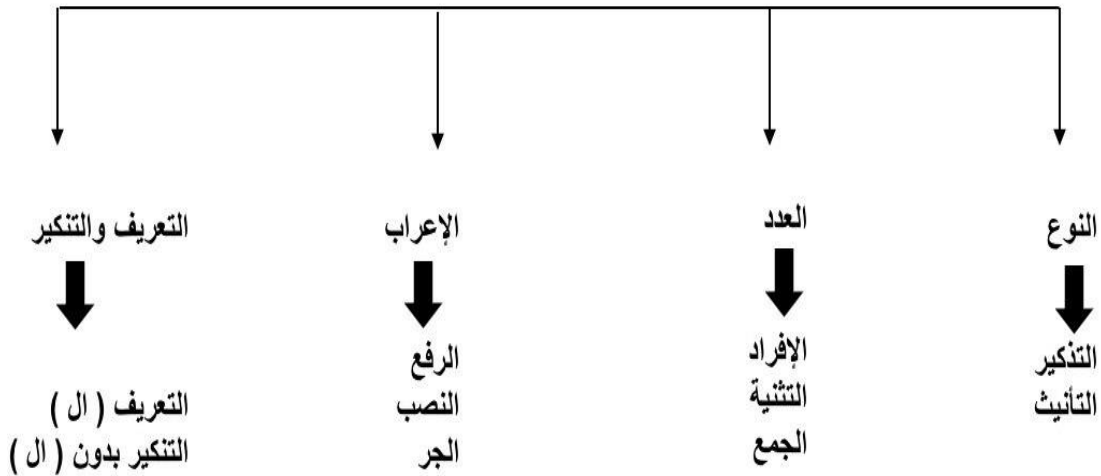 النوع
التذكير
التأنيث
العدد
الإفراد
التثنية
الجمع
الإعراب
الرفع
النصب
الجر
التعريف والتنكير
التعريف ( ال )
التنكير بدون ( ال )